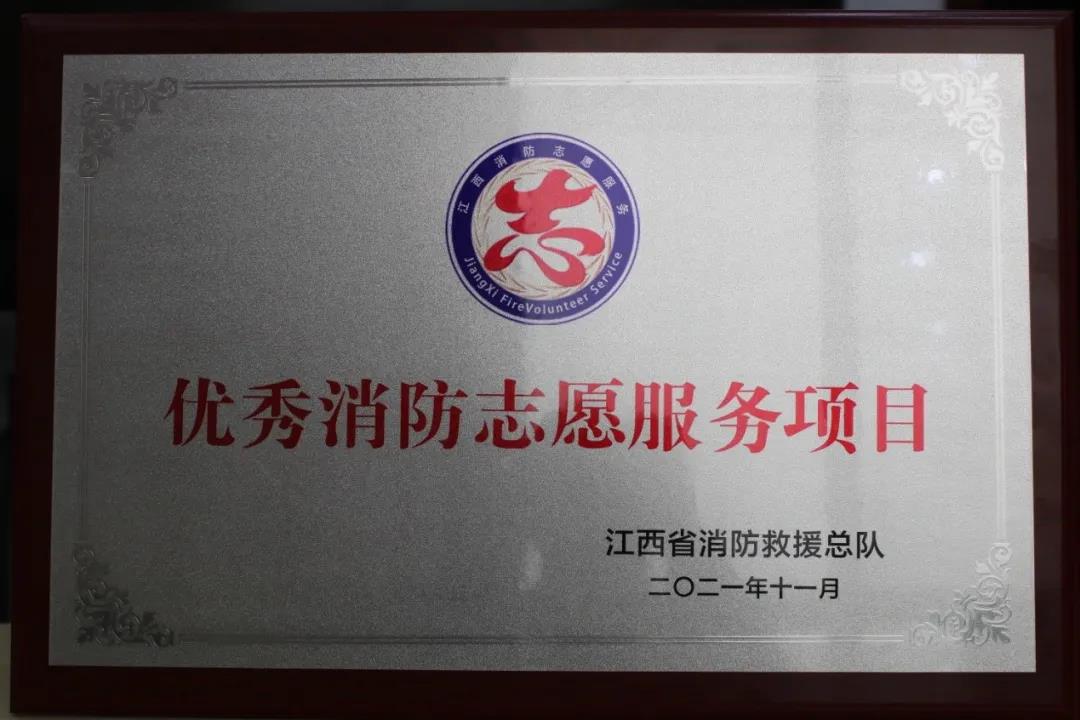 江西消防志愿服务
志
JiangXi FireVolunteer Service
优秀消防志愿服务项目
江西省消防救援总队
二〇二一年十一月